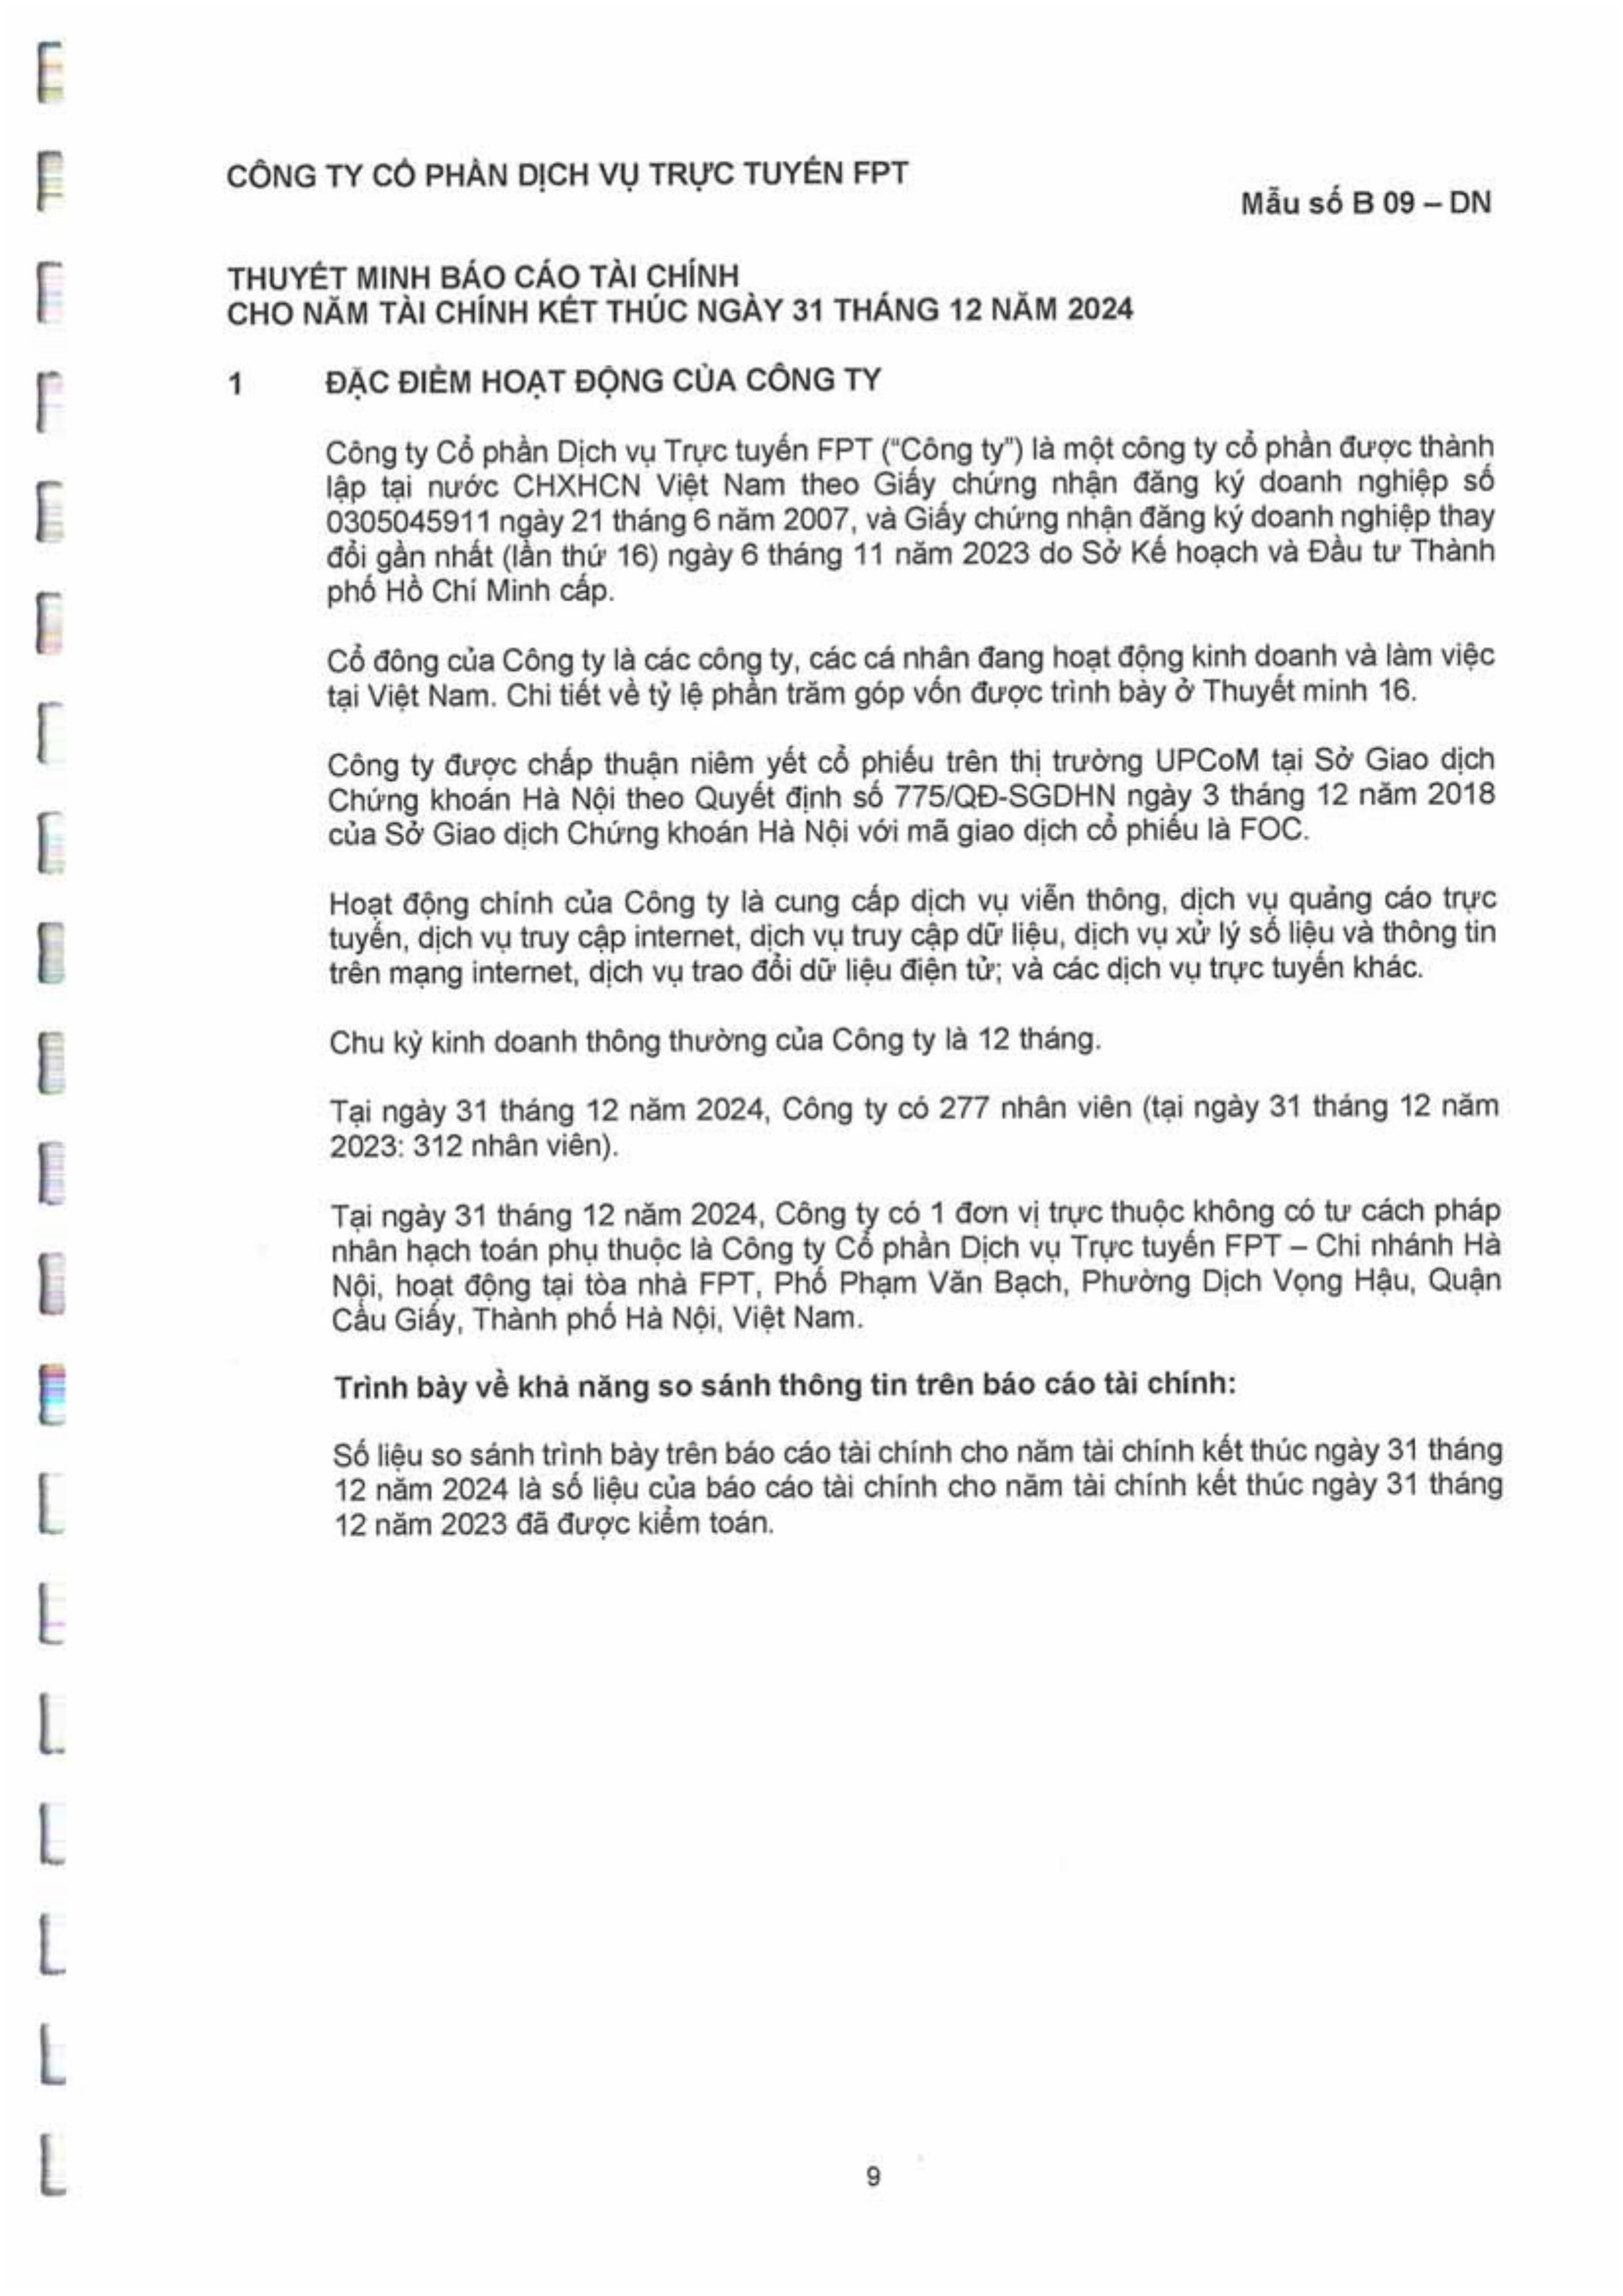 CÔNG TY CỔ PHẦN DỊCH VỤ TRỰC TUYẾN FPT
Mẫu số B 09 – DN
THUYẾT MINH BÁO CÁO TÀI CHÍNH
CHO NĂM TÀI CHÍNH KẾT THÚC NGÀY 31 THÁNG 12 NĂM 2024
1 ĐẶC ĐIỂM HOẠT ĐỘNG CỦA CÔNG TY
Công ty Cổ phần Dịch vụ Trực tuyến FPT (“Công ty”) là một công ty cổ phần được thành
lập tại nước CHXHCN Việt Nam theo Giấy chứng nhận đăng ký doanh nghiệp số
0305045911 ngày 21 tháng 6 năm 2007, và Giấy chứng nhận đăng ký doanh nghiệp thay
đổi gần nhất (lần thứ 16) ngày 6 tháng 11 năm 2023 do Sở Kế hoạch và Đầu tư Thành
phố Hồ Chí Minh cấp.
Cổ đông của Công ty là các công ty, các cá nhân đang hoạt động kinh doanh và làm việc
tại Việt Nam. Chi tiết về tỷ lệ phần trăm góp vốn được trình bày ở Thuyết minh 16.
Công ty được chấp thuận niêm yết cổ phiếu trên thị trường UPCoM tại Sở Giao dịch
Chứng khoán Hà Nội theo Quyết định số 775/QĐ-SGDHN ngày 3 tháng 12 năm 2018
của Sở Giao dịch Chứng khoán Hà Nội với mã giao dịch cổ phiếu là FOC.
Hoạt động chính của Công ty là cung cấp dịch vụ viễn thông, dịch vụ quảng cáo trực
tuyến, dịch vụ truy cập internet, dịch vụ truy cập dữ liệu, dịch vụ xử lý số liệu và thông tin
trên mạng internet, dịch vụ trao đổi dữ liệu điện tử; và các dịch vụ trực tuyến khác.
Chu kỳ kinh doanh thông thường của Công ty là 12 tháng.
Tại ngày 31 tháng 12 năm 2024, Công ty có 277 nhân viên (tại ngày 31 tháng 12 năm
2023: 312 nhân viên).
Tại ngày 31 tháng 12 năm 2024, Công ty có 1 đơn vị trực thuộc không có tư cách pháp
nhân hạch toán phụ thuộc là Công ty Cổ phần Dịch vụ Trực tuyến FPT – Chi nhánh Hà
Nội, hoạt động tại tòa nhà FPT, Phố Phạm Văn Bạch, Phường Dịch Vọng Hậu, Quận
Cầu Giấy, Thành phố Hà Nội, Việt Nam.
Trình bày về khả năng so sánh thông tin trên báo cáo tài chính:
Số liệu so sánh trình bày trên báo cáo tài chính cho năm tài chính kết thúc ngày 31 tháng
12 năm 2024 là số liệu của báo cáo tài chính cho năm tài chính kết thúc ngày 31 tháng
12 năm 2023 đã được kiểm toán.
9